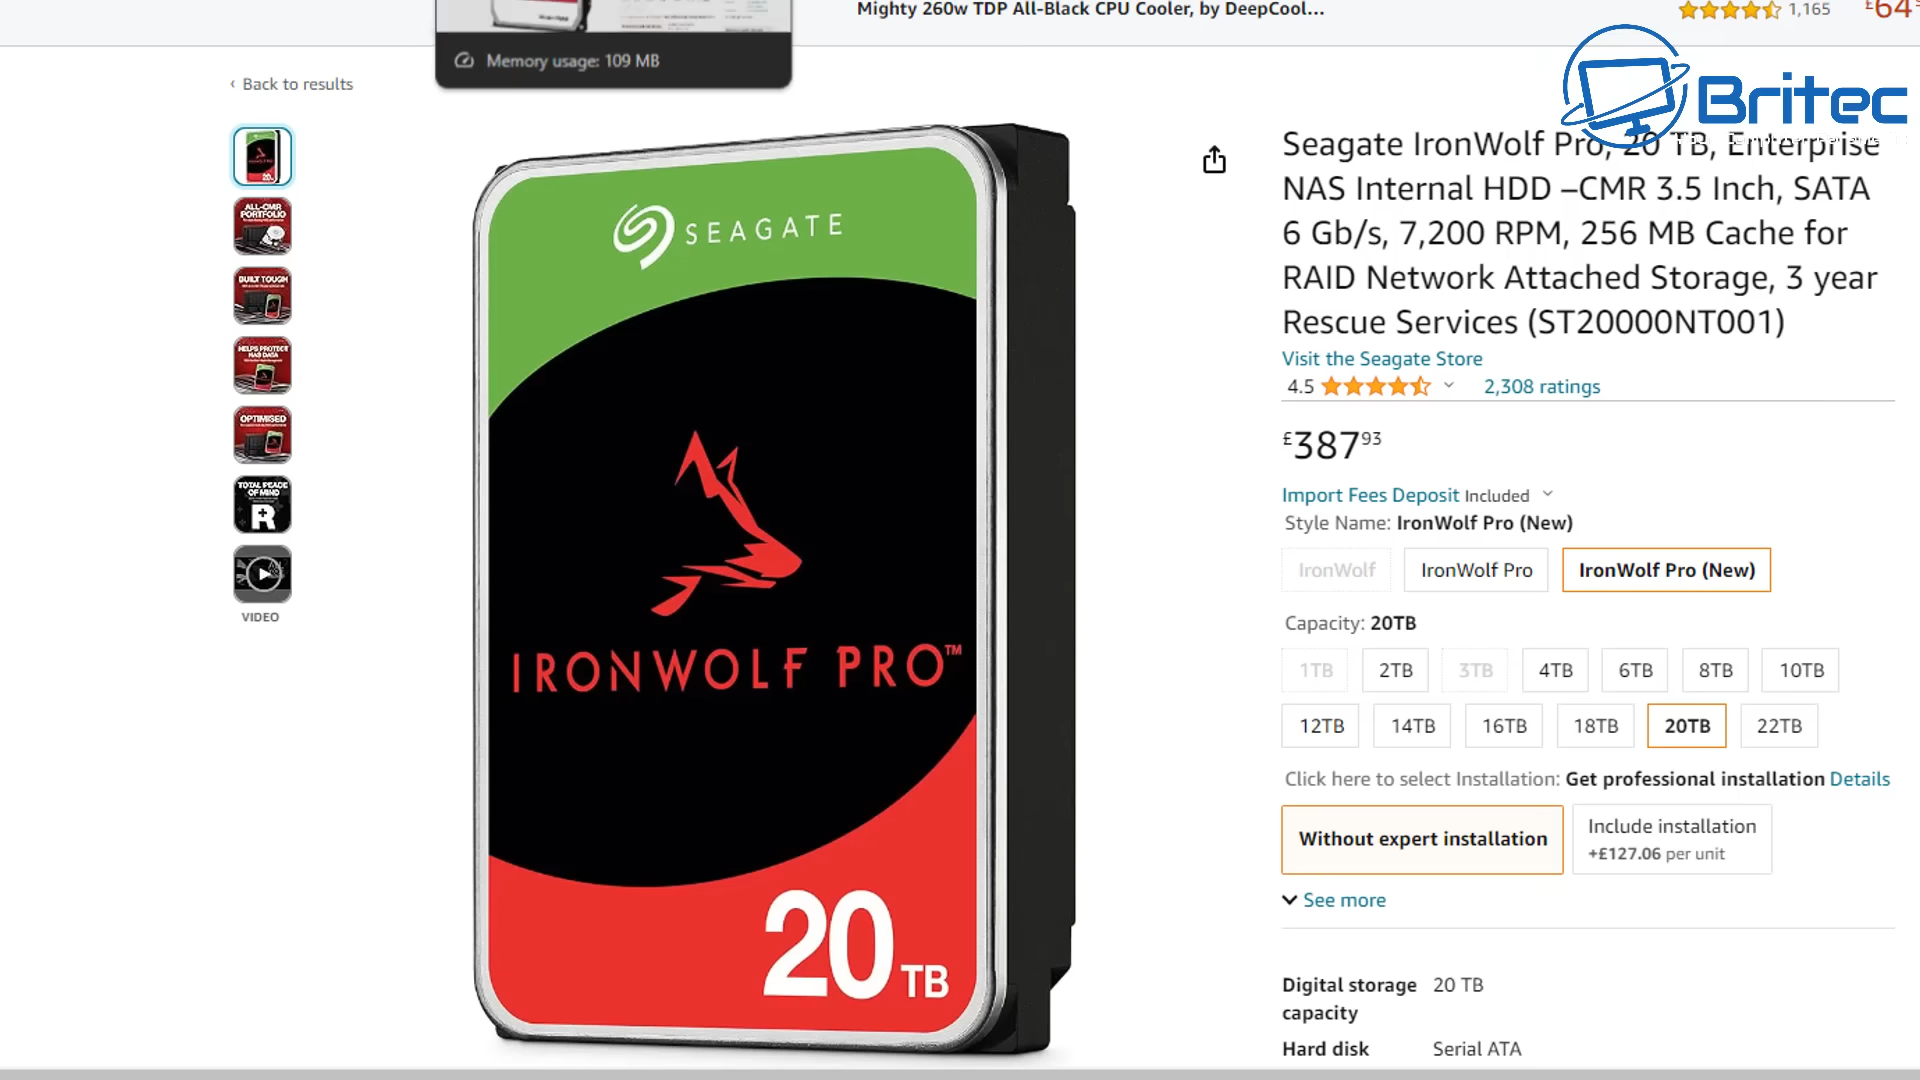 Mighty 260w TDP All-Black CPU Cooler, by DeepCool...
1,165
Memory usage: 109 MB
‹ Back to results
Britec
Seagate IronWolf Pro, 20 TB, Enterprise
NAS Internal HDD –CMR 3.5 Inch, SATA
6 Gb/s, 7,200 RPM, 256 MB Cache for
RAID Network Attached Storage, 3 year
Rescue Services (ST20000NT001)
Visit the Seagate Store
4.5
2,308 ratings
£387.93
Import Fees Deposit Included
Style Name: IronWolf Pro (New)
IronWolf
IronWolf Pro
IronWolf Pro (New)
Capacity: 20TB
1TB
2TB
3TB
4TB
6TB
8TB
10TB
12TB
14TB
16TB
18TB
20TB
22TB
Click here to select Installation: Get professional installation Details
Without expert installation
Include installation
+£127.06 per unit
See more
Digital storage capacity 20 TB
Hard disk Serial ATA
SEAGATE
IRONWOLF PRO™
20 TB
ALL-CMR
PORTFOLIO
BUILT TOUGH
HELPS PROTECT
NAS DATA
OPTIMISED
TOTAL PEACE
OF MIND
R
VIDEO